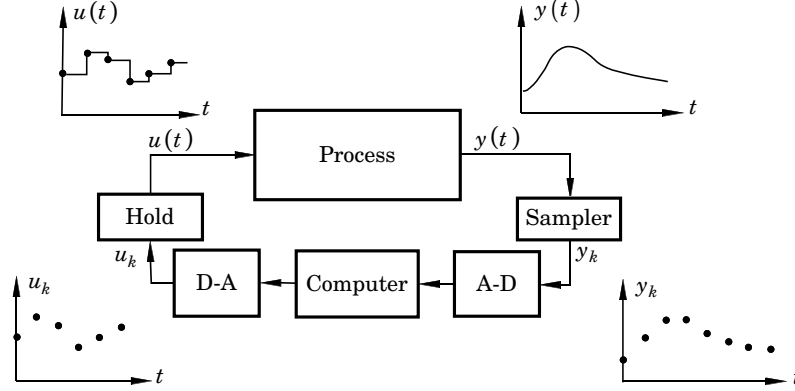 u(t)
y(t)
t
t
u(t)
Process
y(t)
Hold
Sampler
u_k
y_k
D-A
Computer
A-D
u_k
y_k
t
t